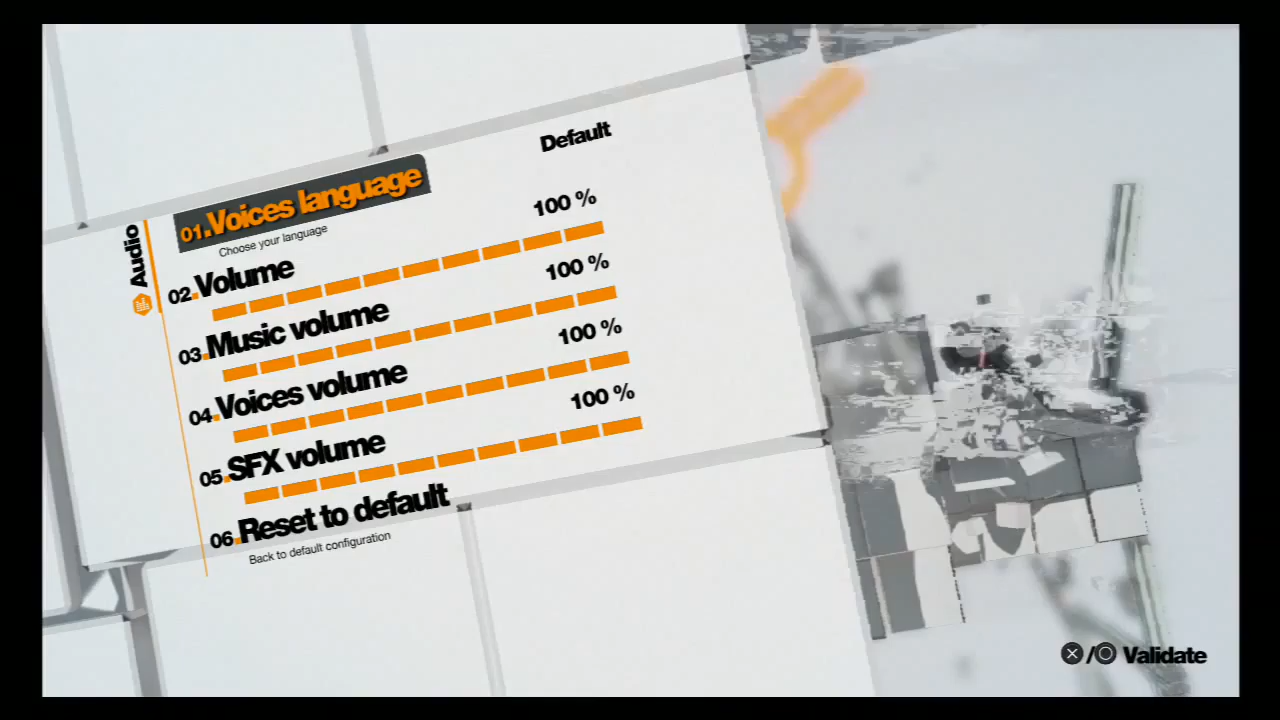 Audio
01.Voices language
Default
Choose your language
02.Volume
100 %
03.Music volume
100 %
04.Voices volume
100 %
05.SFX volume
100 %
06.Reset to default
Back to default configuration
/ Validate